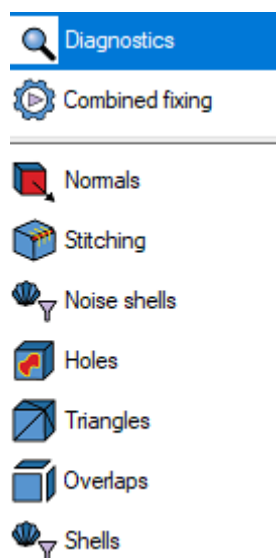 Diagnostics
Combined fixing
Normals
Stitching
Noise shells
Holes
Triangles
Overlaps
Shells